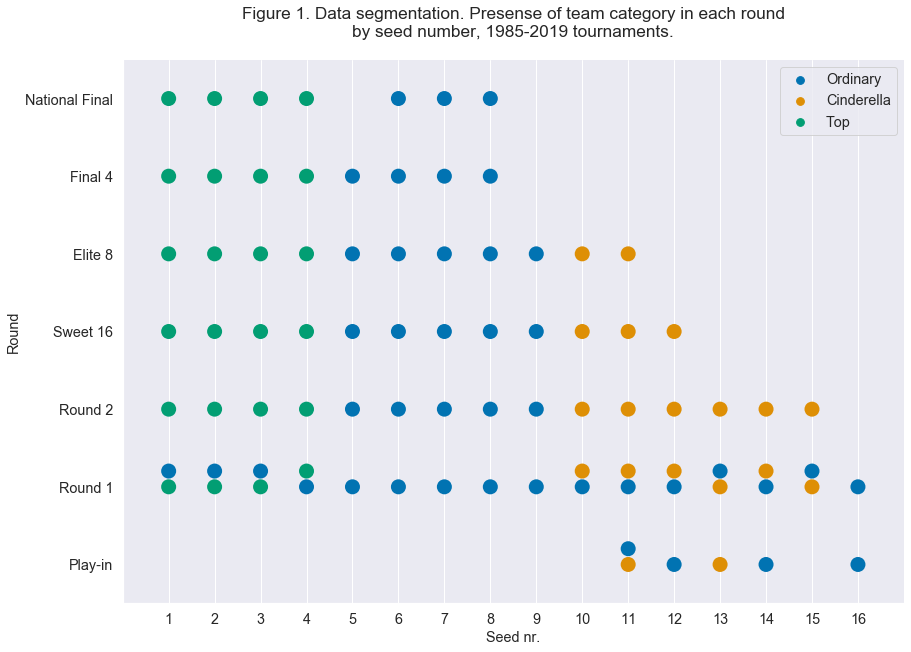 Figure 1. Data segmentation. Presense of team category in each round
by seed number, 1985-2019 tournaments.
Ordinary
Cinderella
Top
National Final
Final 4
Elite 8
Sweet 16
Round 2
Round 1
Play-in
Round
1 2 3 4 5 6 7 8 9 10 11 12 13 14 15 16
Seed nr.